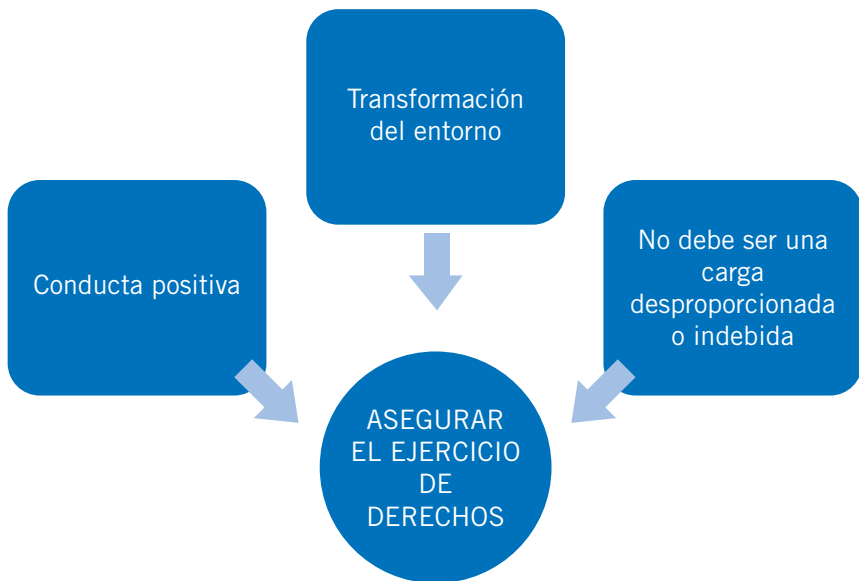 Transformación
del entorno
Conducta positiva
No debe ser una
carga
desproporcionada
o indebida
ASEGURAR
EL EJERCICIO
DE
DERECHOS